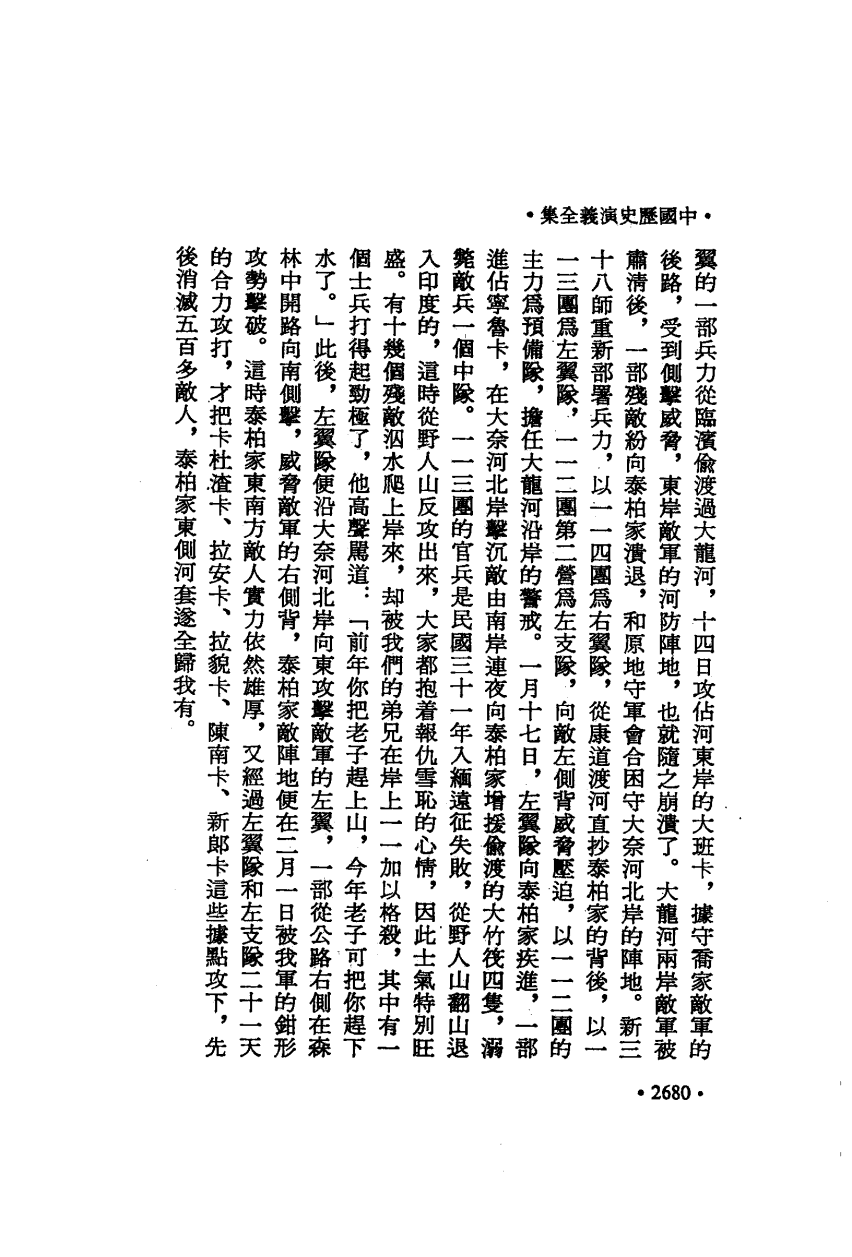 •中國歷史演義全集•
翼的一部兵力從臨濱偷渡過大龍河，十四日攻佔河東岸的大班卡，據守喬家敵軍的
後路，受到側擊威脅，東岸敵軍的河防陣地，也就隨之崩潰了。大龍河兩岸敵軍被
肅清後，一部殘敵紛向泰柏家潰退，和原地守軍會合困守大奈河北岸的陣地。新三
十八師重新部署兵力，以一一四團爲右翼隊，從康道渡河直抄泰柏家的背後，以一
一三團爲左翼隊，一一二團第二營爲左支隊，向敵左側背威脅壓迫，以一一二團的
主力爲預備隊，擔任大龍河沿岸的警戒。一月十七日，左翼隊向泰柏家疾進，一部
進佔寧魯卡，在大奈河北岸擊沉敵由南岸連夜向泰柏家增援偷渡的大竹筏四隻，溺
斃敵兵一個中隊。一一三團的官兵是民國三十一年入緬遠征失敗，從野人山翻山退
入印度的，這時從野人山反攻出來，大家都抱着報仇雪恥的心情，因此士氣特別旺
盛。有十幾個殘敵泅水爬上岸來，却被我們的弟兄在岸上一一加以格殺，其中有一
個士兵打得起勁極了，他高聲罵道：「前年你把老子趕上山，今年老子可把你趕下
水了。」此後，左翼隊便沿大奈河北岸向東攻擊敵軍的左翼，一部從公路右側在森
林中開路向南側擊，威脅敵軍的右側背，泰柏家敵陣地便在二月一日被我軍的鉗形
攻勢擊破。這時泰柏家東南方敵人實力依然雄厚，又經過左翼隊和左支隊二十一天
的合力攻打，才把卡杜渣卡、拉安卡、拉貌卡、陳南卡、新郎卡這些據點攻下，先
後消滅五百多敵人，泰柏家東側河套遂全歸我有。
•2680•